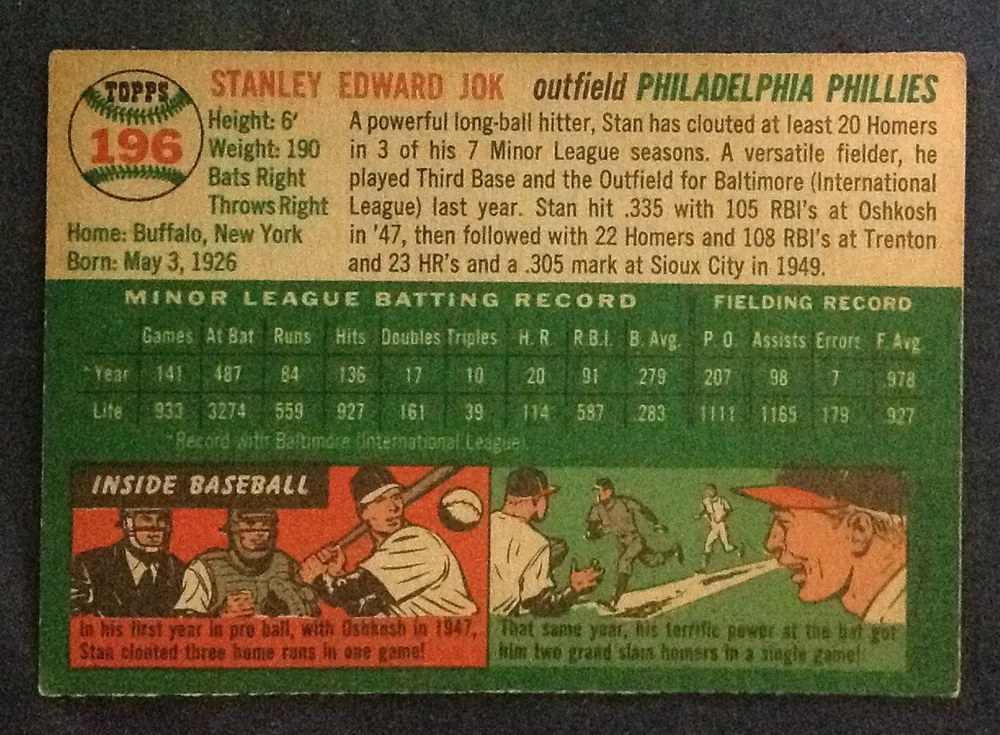 TOPPS
196
STANLEY EDWARD JOK outfield PHILADELPHIA PHILLIES
Height: 6'
Weight: 190
Bats Right
Throws Right
Home: Buffalo, New York
Born: May 3, 1926
A powerful long-ball hitter, Stan has clouted at least 20 Homers
in 3 of his 7 Minor League seasons. A versatile fielder, he
played Third Base and the Outfield for Baltimore (International
League) last year. Stan hit .335 with 105 RBI's at Oshkosh
in '47, then followed with 22 Homers and 108 RBI's at Trenton
and 23 HR's and a .305 mark at Sioux City in 1949.
MINOR LEAGUE BATTING RECORD FIELDING RECORD
Games At Bat Runs Hits Doubles Triples H.R. R.B.I. B. Avg. P.O. Assists Errors F. Avg.
*Year 141 487 84 136 17 10 20 91 279 207 98 7 978
Life 933 3274 559 927 161 39 114 587 283 1111 1165 179 927
*Record with Baltimore (International League)
INSIDE BASEBALL
In his first year in pro ball, with Oshkosh in 1947,
Stan clouted three home runs in one game!
That same year, his terrific power at the bat got
him two grand slam homers in a single game!